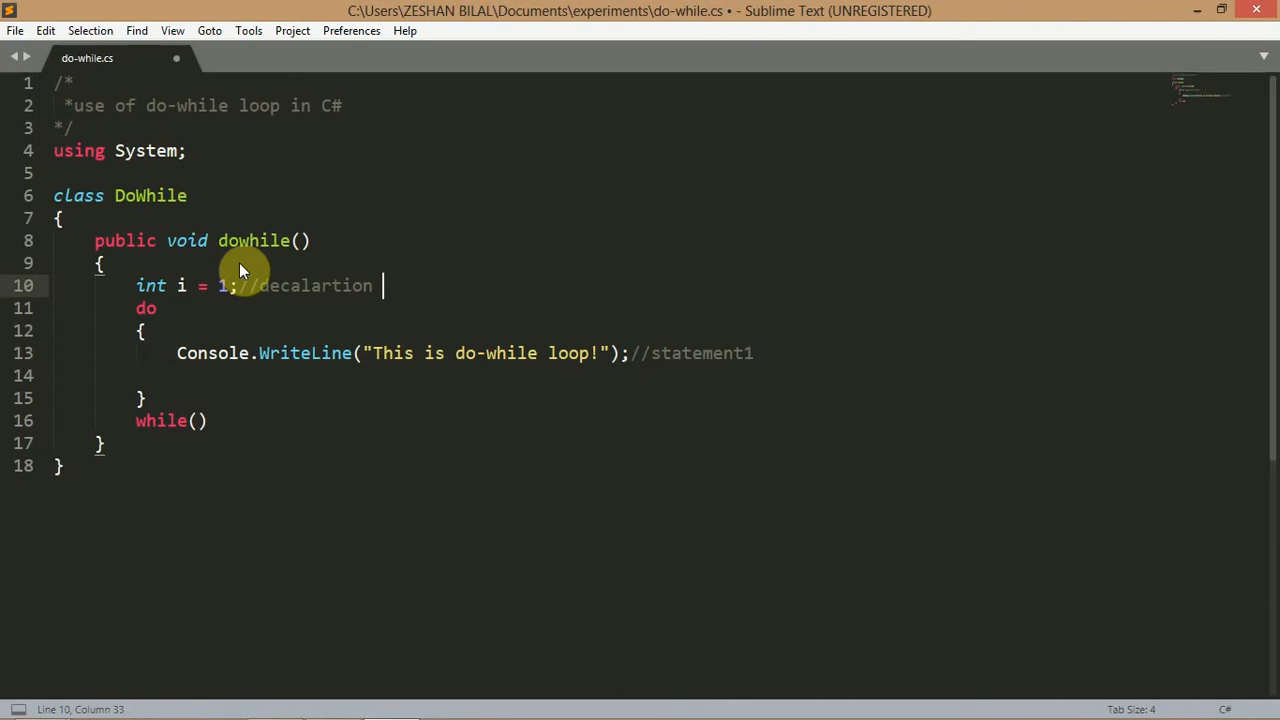 C:\Users\ZESHAN BILAL\Documents\experiments\do-while.cs • - Sublime Text (UNREGISTERED)
File Edit Selection Find View Goto Tools Project Preferences Help
do-while.cs
1 /*
2 *use of do-while loop in C#
3 */
4 using System;
5
6 class DoWhile
7 {
8 public void dowhile()
9 {
10 int i = 1;//decalartion
11 do
12 {
13 Console.WriteLine("This is do-while loop!");//statement1
14
15 }
16 while()
17 }
18 }
Line 10, Column 33 Tab Size: 4 C#